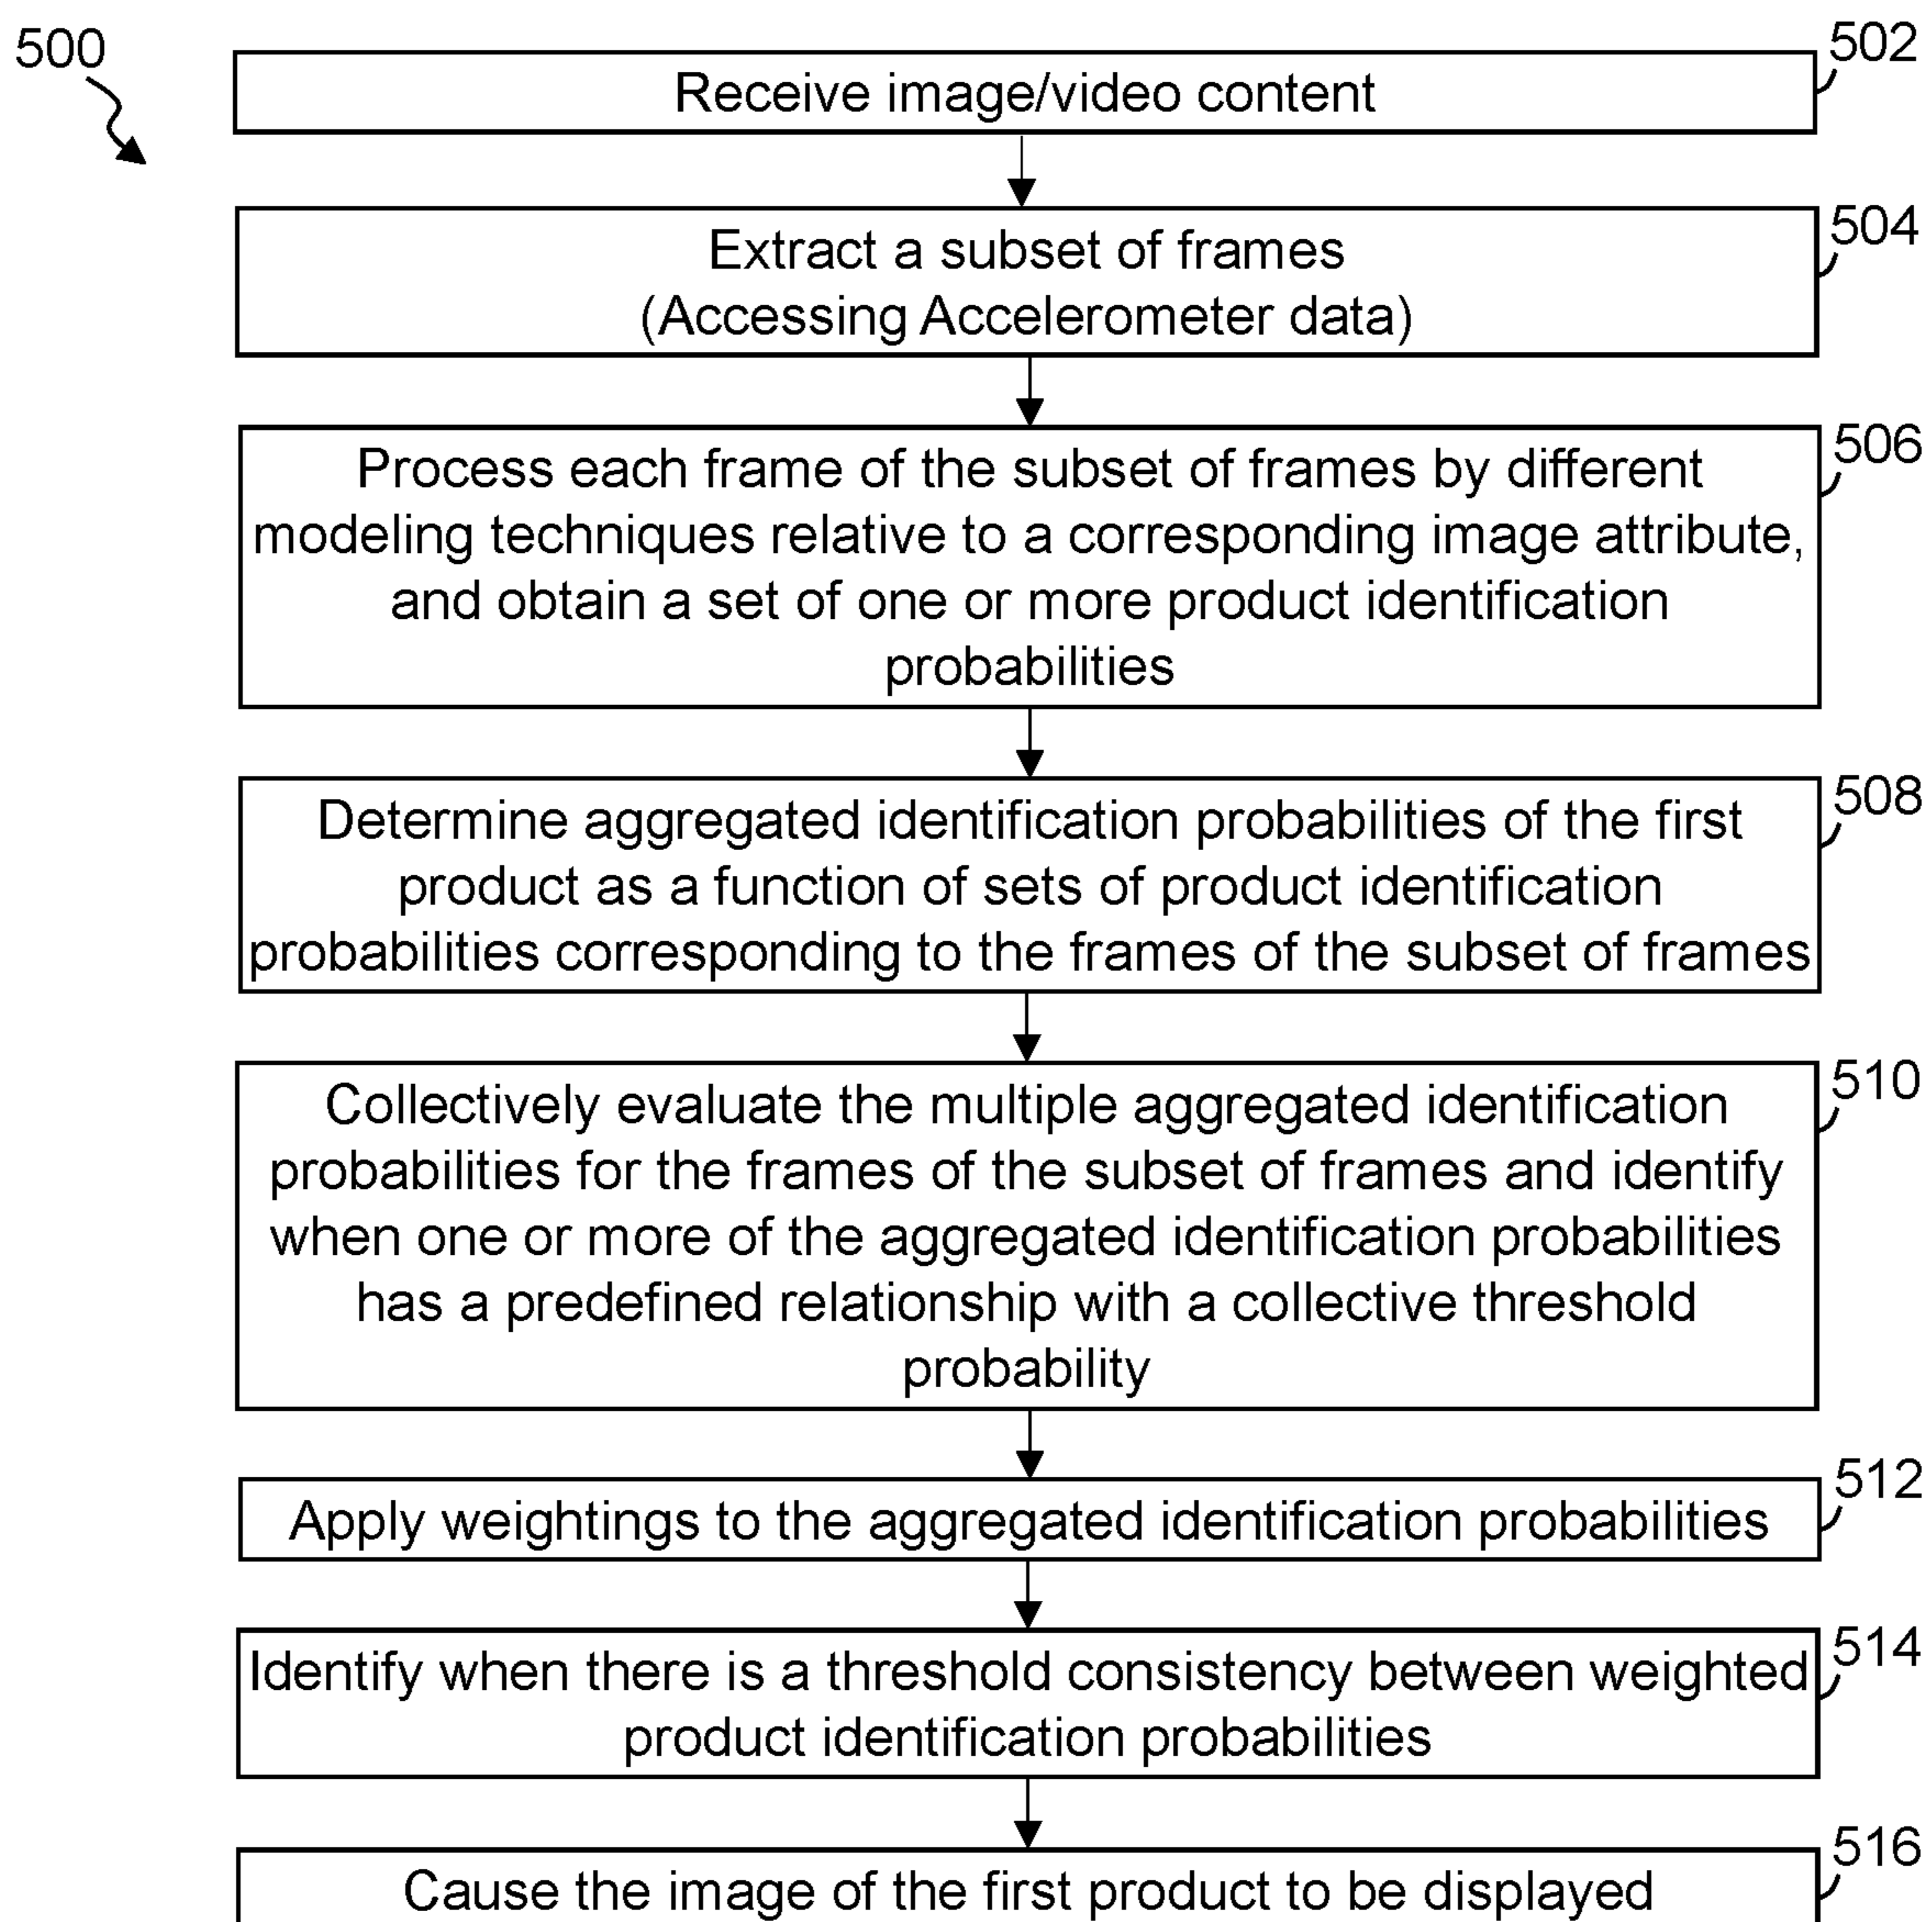 500
502
Receive image/video content
504
Extract a subset of frames
(Accessing Accelerometer data)
506
Process each frame of the subset of frames by different
modeling techniques relative to a corresponding image attribute,
and obtain a set of one or more product identification
probabilities
508
Determine aggregated identification probabilities of the first
product as a function of sets of product identification
probabilities corresponding to the frames of the subset of frames
510
Collectively evaluate the multiple aggregated identification
probabilities for the frames of the subset of frames and identify
when one or more of the aggregated identification probabilities
has a predefined relationship with a collective threshold
probability
512
Apply weightings to the aggregated identification probabilities
514
Identify when there is a threshold consistency between weighted
product identification probabilities
516
Cause the image of the first product to be displayed